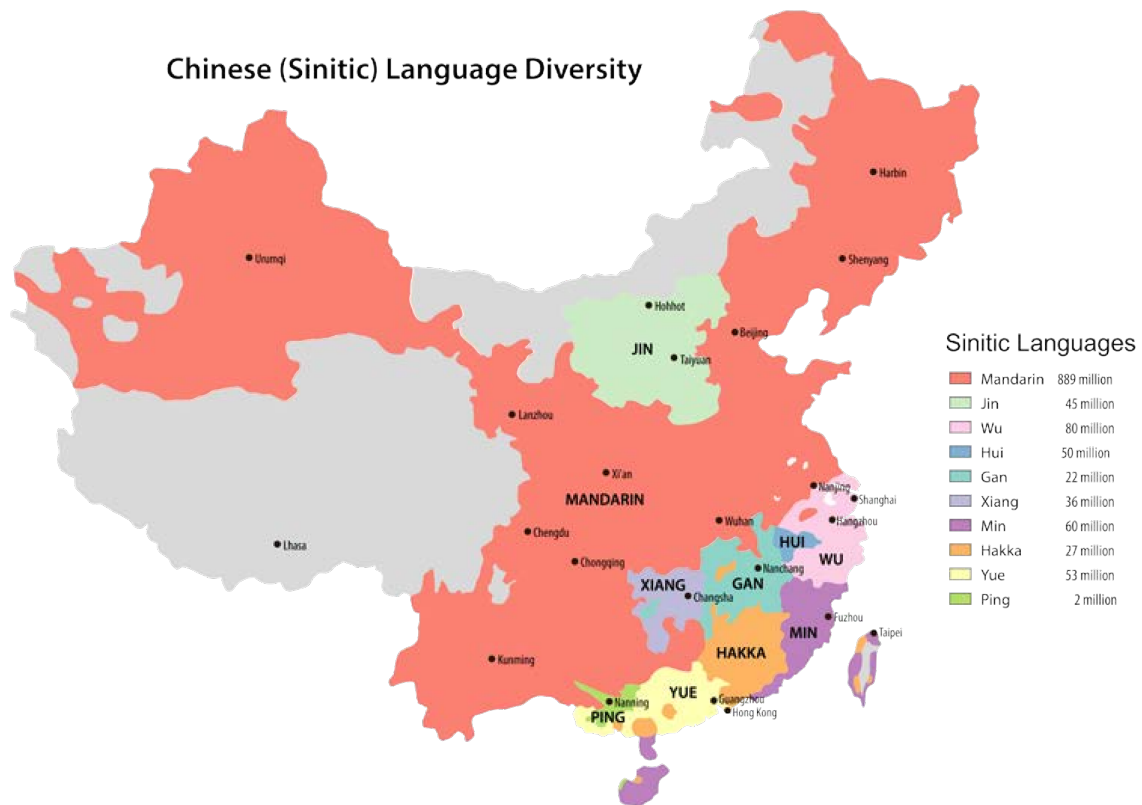 Chinese (Sinitic) Language Diversity
Harbin
Urumqi
Shenyang
Hohhot
Beijing
JIN
Taiyuan
Sinitic Languages
Mandarin 889 million
Jin 45 million
Wu 80 million
Hui 50 million
Gan 22 million
Xiang 36 million
Min 60 million
Hakka 27 million
Yue 53 million
Ping 2 million
Lanzhou
Xi'an
MANDARIN
Nanjing
Shanghai
Wuhan
Hangzhou
Chengdu
HUI
Lhasa
WU
Chongqing
Nanchang
XIANG
GAN
Changsha
Fuzhou
MIN
Taipei
HAKKA
Kunming
YUE
Nanning
Guangzhou
PING
Hong Kong